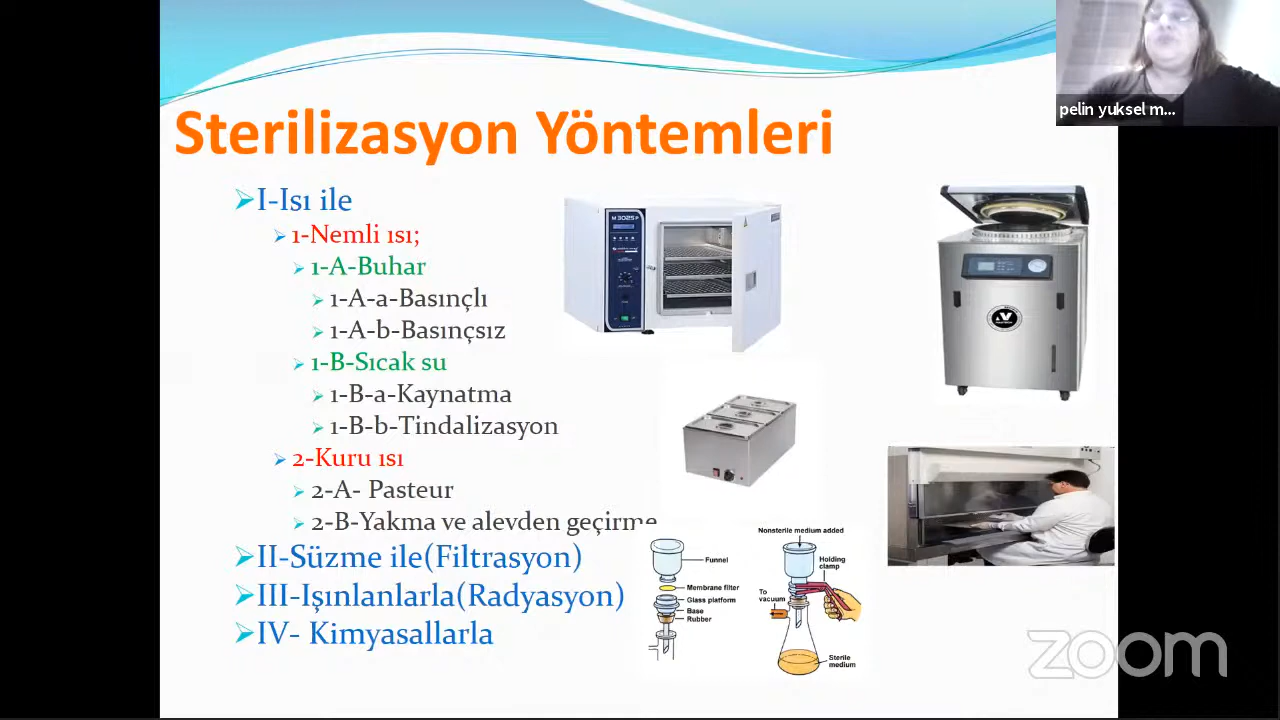 Sterilizasyon Yöntemleri
I-Isı ile
1-Nemli ısı;
1-A-Buhar
1-A-a-Basınçlı
1-A-b-Basınçsız
1-B-Sıcak su
1-B-a-Kaynatma
1-B-b-Tindalizasyon
2-Kuru ısı
2-A- Pasteur
2-B-Yakma ve alevden geçirme
II-Süzme ile(Filtrasyon)
III-Işınlanlarla(Radyasyon)
IV- Kimyasallarla
pelin yuksel m...
M 3025 P
Funnel
Membrane filter
Glass platform
Base
Rubber
Nonsterile medium added
Holding
clamp
To
vacuum
Sterile
medium
zoom